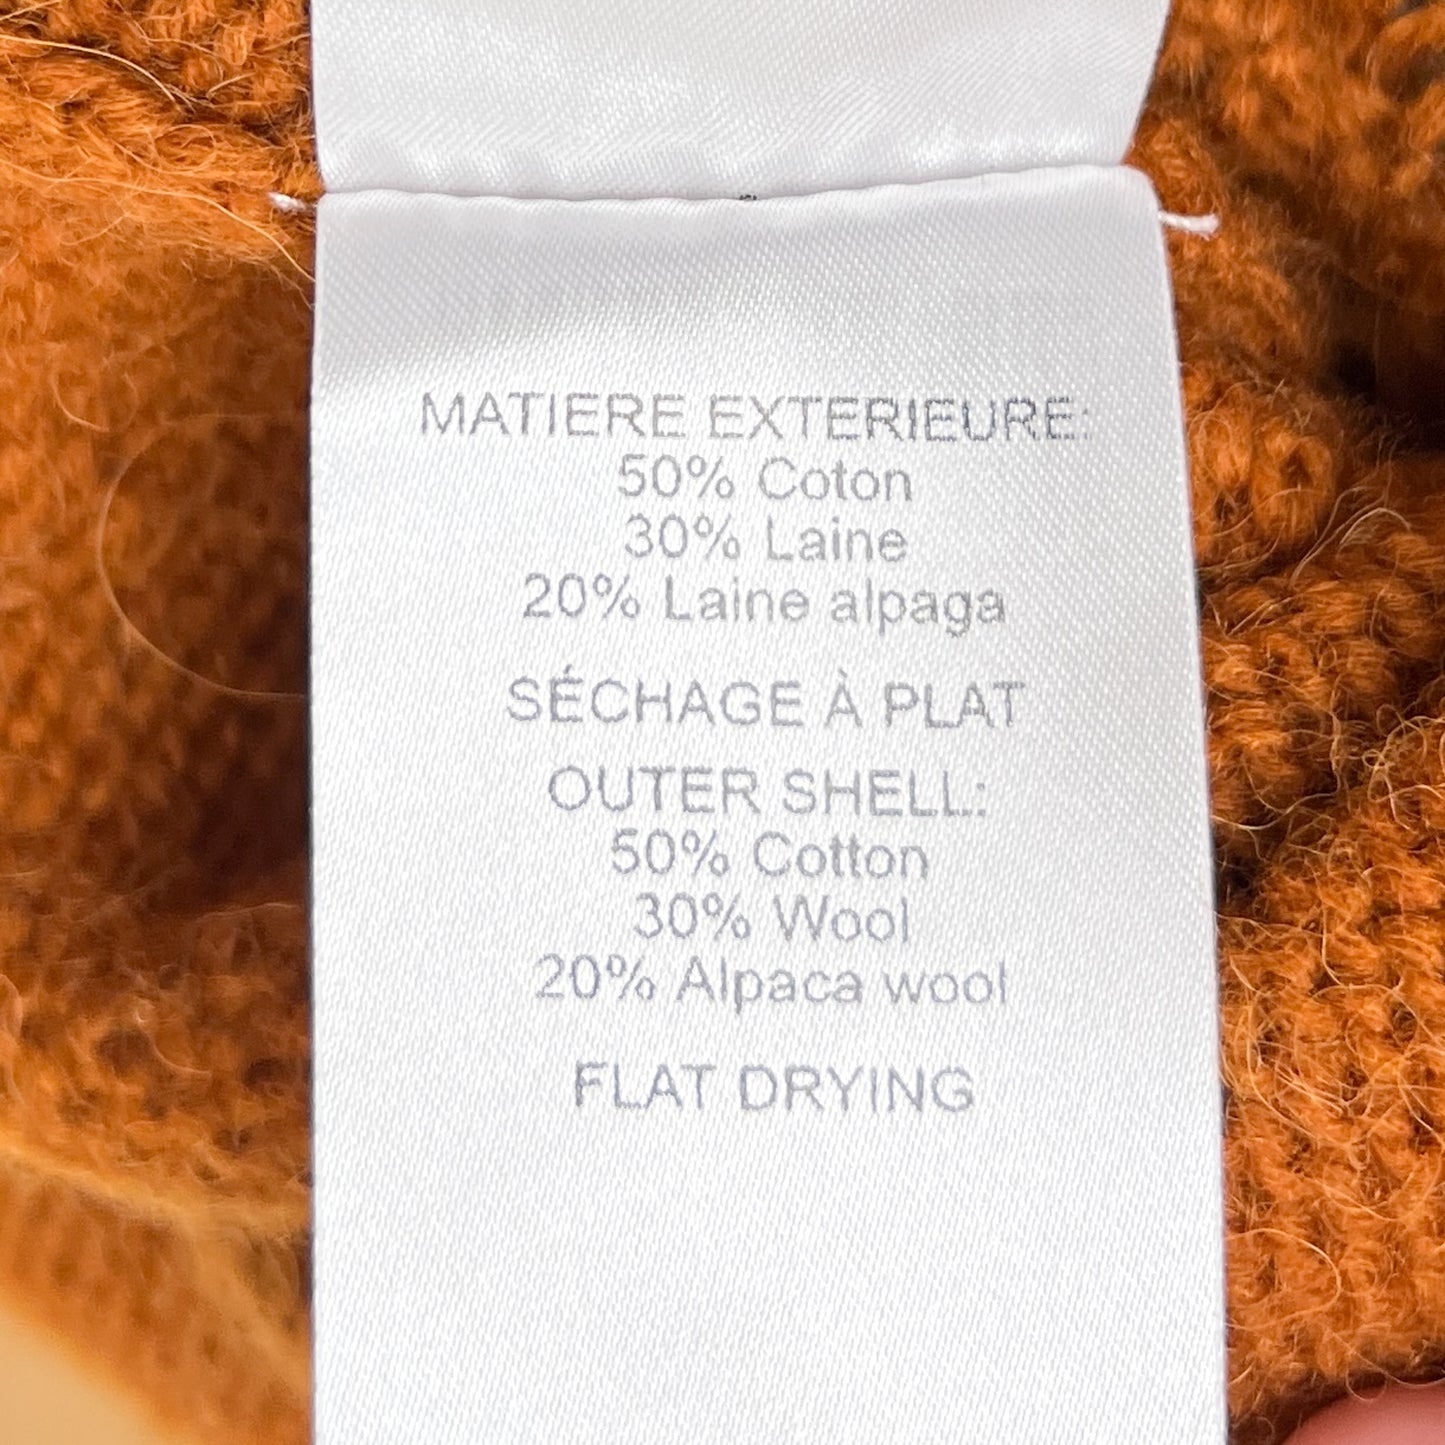 MATIERE EXTERIEURE:
50% Coton
30% Laine
20% Laine alpaga
SÉCHAGE À PLAT
OUTER SHELL:
50% Cotton
30% Wool
20% Alpaca wool
FLAT DRYING